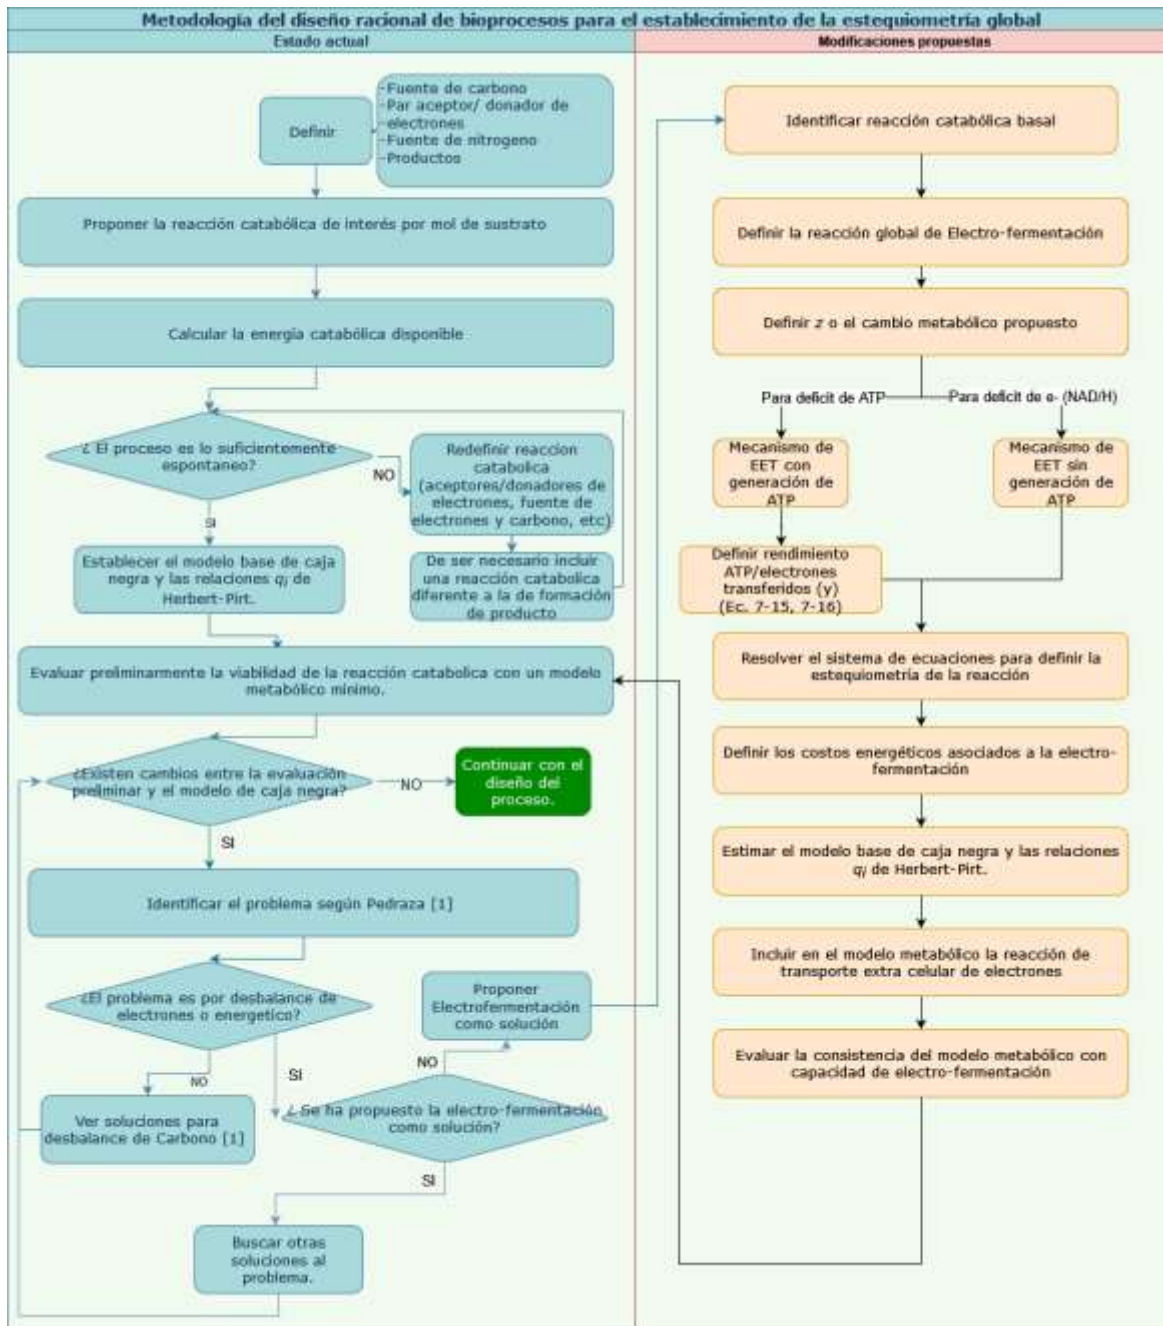 Metodología del diseño racional de bioprocesos para el establecimiento de la estequiometría global
Estado actual
Modificaciones propuestas
Definir
-Fuente de carbono
-Par aceptor/ donador de
-electrones
-Fuente de nitrogeno
-Productos
Proponer la reacción catabólica de interés por mol de sustrato
Calcular la energía catabólica disponible
¿ El proceso es lo suficientemente
espontaneo?
NO
SI
Redefinir reaccion
catabolica
(aceptores/donadores de
electrones, fuente de
electrones y carbono, etc)
De ser necesario incluir
una reacción catabolica
diferente a la de formación
de producto
Establecer el modelo base de caja
negra y las relaciones qi de
Herbert-Pirt.
Evaluar preliminarmente la viabilidad de la reacción catabolica con un modelo
metabólico mínimo.
¿Existen cambios entre la evaluación
preliminar y el modelo de caja negra?
NO
Continuar con el
diseño del
proceso.
SI
Identificar el problema según Pedraza [1]
¿El problema es por desbalance de
electrones o energetico?
NO
SI
Ver soluciones para
desbalance de Carbono [1]
¿ Se ha propuesto la electro-fermentación
como solución?
NO
Proponer
Electrofermentación
como solución
SI
Buscar otras
soluciones al
problema.
Identificar reacción catabólica basal
Definir la reacción global de Electro-fermentación
Definir z o el cambio metabólico propuesto
Para deficit de ATP
Para deficit de e- (NAD/H)
Mecanismo de
EET con
generación de
ATP
Mecanismo de
EET sin
generación de
ATP
Definir rendimiento
ATP/electrones
transferidos (y)
(Ec. 7-15, 7-16)
Resolver el sistema de ecuaciones para definir la
estequiometría de la reacción
Definir los costos energéticos asociados a la electro-
fermentación
Estimar el modelo base de caja negra y las relaciones
qi de Herbert-Pirt.
Incluir en el modelo metabólico la reacción de
transporte extra celular de electrones
Evaluar la consistencia del modelo metabólico con
capacidad de electro-fermentación